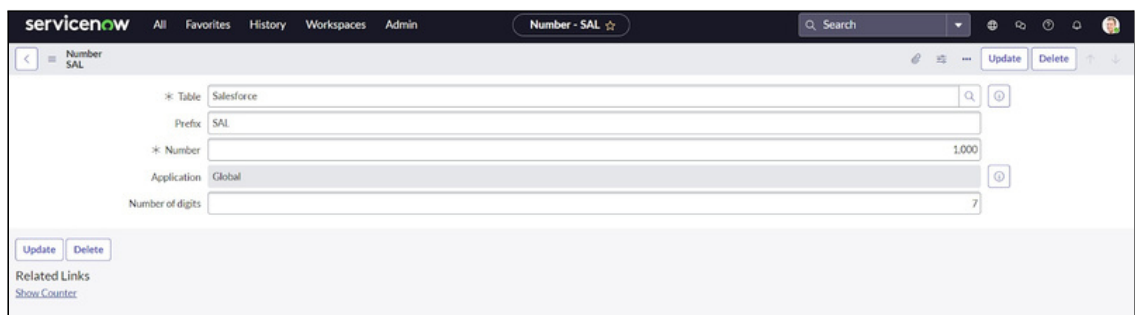 servicenow All Favorites History Workspaces Admin Number - SAL Search
Number
SAL
Update Delete
* Table Salesforce
Prefix SAL
* Number 1,000
Application Global
Number of digits 7
Update Delete
Related Links
Show Counter